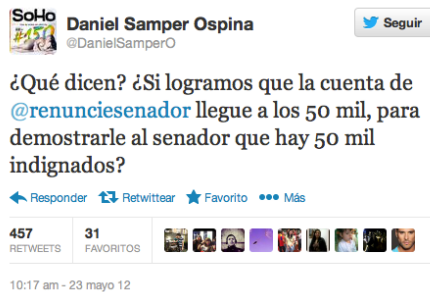 SoHo
#150
Daniel Samper Ospina
@DanielSamperO
Seguir
¿Qué dicen? ¿Si logramos que la cuenta de
@renunciesenador llegue a los 50 mil, para
demostrarle al senador que hay 50 mil
indignados?
Responder Retwittear Favorito Más
457 31
RETWEETS FAVORITOS
10:17 am - 23 mayo 12